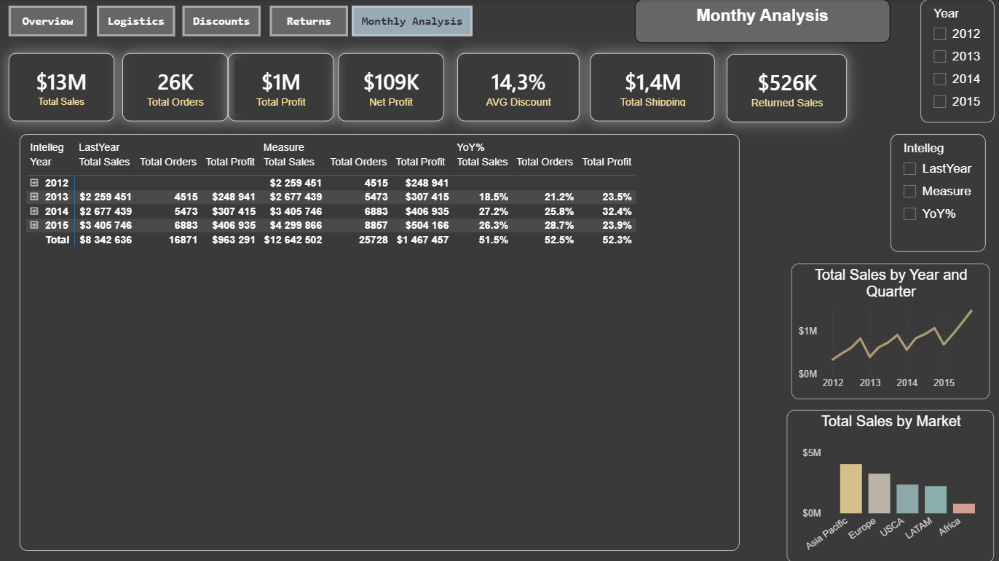 Overview Logistics Discounts Returns Monthly Analysis
Monthy Analysis
Year
2012
2013
2014
2015
$13M
Total Sales
26K
Total Orders
$1M
Total Profit
$109K
Net Profit
14,3%
AVG Discount
$1,4M
Total Shipping
$526K
Returned Sales
Intelleg LastYear Measure YoY%
Year Total Sales Total Orders Total Profit Total Sales Total Orders Total Profit Total Sales Total Orders Total Profit
2012 $2 259 451 4515 $248 941
2013 $2 259 451 4515 $248 941 $2 677 439 5473 $307 415 18.5% 21.2% 23.5%
2014 $2 677 439 5473 $307 415 $3 405 746 6883 $406 935 27.2% 25.8% 32.4%
2015 $3 405 746 6883 $406 935 $4 299 866 8857 $504 166 26.3% 28.7% 23.9%
Total $8 342 636 16871 $963 291 $12 642 502 25728 $1 467 457 51.5% 52.5% 52.3%
Intelleg
LastYear
Measure
YoY%
Total Sales by Year and
Quarter
$1M
$0M
2012 2013 2014 2015
Total Sales by Market
$5M
$0M
Asia Pacific Europe USCA LATAM Africa